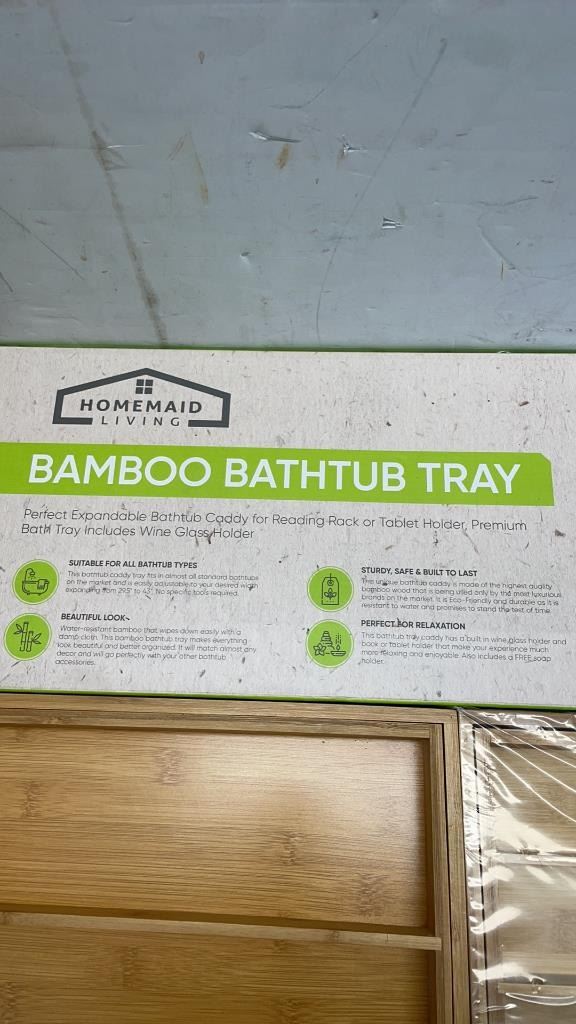 HOMEMAID
LIVING
BAMBOO BATHTUB TRAY
Perfect Expandable Bathtub Caddy for Reading Rack or Tablet Holder, Premium
Bath Tray Includes Wine Glass Holder
SUITABLE FOR ALL BATHTUB TYPES
This bathtub caddy tray fits in almost all standard bathtubs
on the market and is easily adjustable to your desired width
expanding from 29.5" to 43". No specific tools required.
BEAUTIFUL LOOK
Water-resistant bamboo that wipes down easily with a
damp cloth. This bamboo bathtub tray makes everything
look beautiful and better organized. It will match almost any
decor and will go perfectly with your other bathtub
accessories.
STURDY, SAFE & BUILT TO LAST
This unique bathtub caddy is made of the highest quality
bamboo wood that is being used only by the most luxurious
brands on the market. It is Eco-Friendly and durable as it is
resistant to water and promises to stand the test of time.
PERFECT FOR RELAXATION
This bathtub tray caddy has a built in wine glass holder and
book or tablet holder that make your experience much
more relaxing and enjoyable. Also includes a FREE soap
holder.